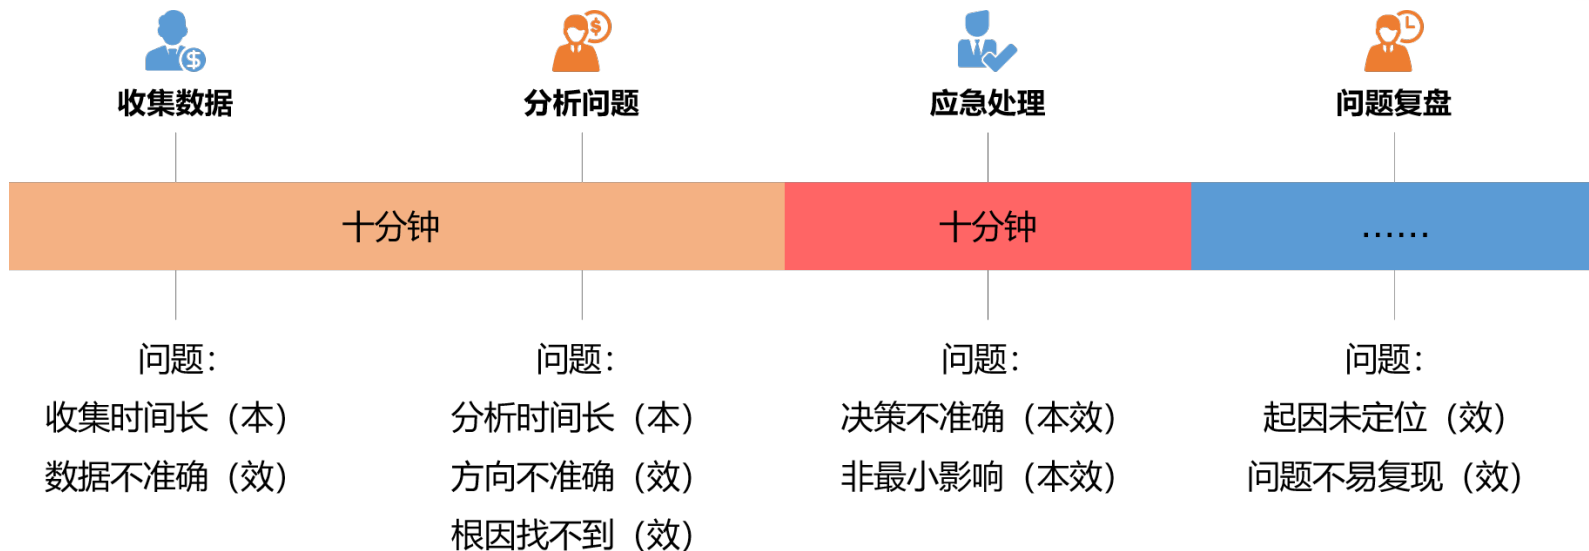 收集数据
分析问题
应急处理
问题复盘
十分钟
十分钟
……
问题：
收集时间长（本）
数据不准确（效）
问题：
分析时间长（本）
方向不准确（效）
根因找不到（效）
问题：
决策不准确（本效）
非最小影响（本效）
问题：
起因未定位（效）
问题不易复现（效）